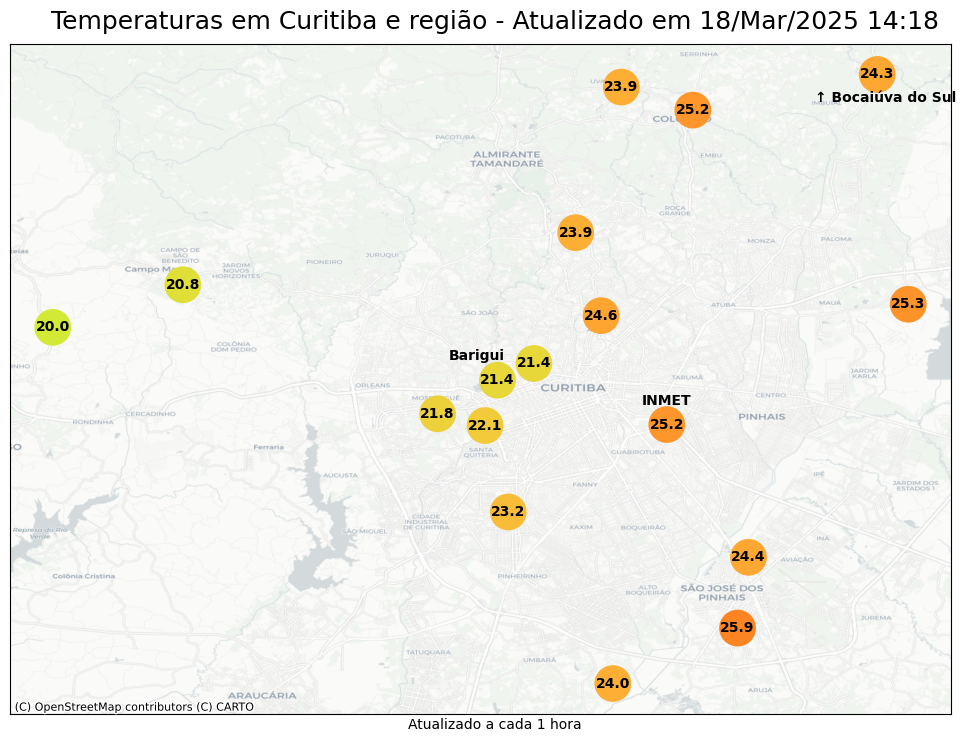 Temperaturas em Curitiba e região - Atualizado em 18/Mar/2025 14:18
SERRINHA
24.3
23.9
↑ Bocaiúva do Sul
25.2
PACOTUBA
ALMIRANTE
TAMANDARÉ
EMBU
ROÇA
GRANDE
23.9
MONZA
PALOMA
CAMPO DE
SÃO
BENEDITO
JURUQUI
PIONEIRO
JARDIM
NOVOS
HORIZONTES
20.8
25.3
MAUÁ
ATUBA
SÃO JOÃO
24.6
20.0
COLÔNIA
DOM PEDRO
Barigui
21.4
JARDIM
KARLA
TARUMÃ
21.4
ORLEANS
CURITIBA
CENTRO
INMET
CERCADINHO
21.8
PINHAIS
RONDINHA
22.1
25.2
Ferraria
SANTA
QUITÉRIA
GUABIROTUBA
AUGUSTA
IPÊ
FANNY
JARDIM DOS
ESTADOS 1
23.2
CIDADE
INDUSTRIAL
DE CURITIBA
SÃO MIGUEL
XAXIM
BOQUEIRÃO
Represa do Rio
Verde
INÁ
24.4
AVIAÇÃO
Colônia Cristina
PINHEIRINHO
ALTO
BOQUEIRÃO
SÃO JOSÉ DOS
PINHAIS
JUREMA
25.9
TATUQUARA
UMBARÁ
24.0
ARUJÁ
ARAUCÁRIA
(C) OpenStreetMap contributors (C) CARTO
Atualizado a cada 1 hora